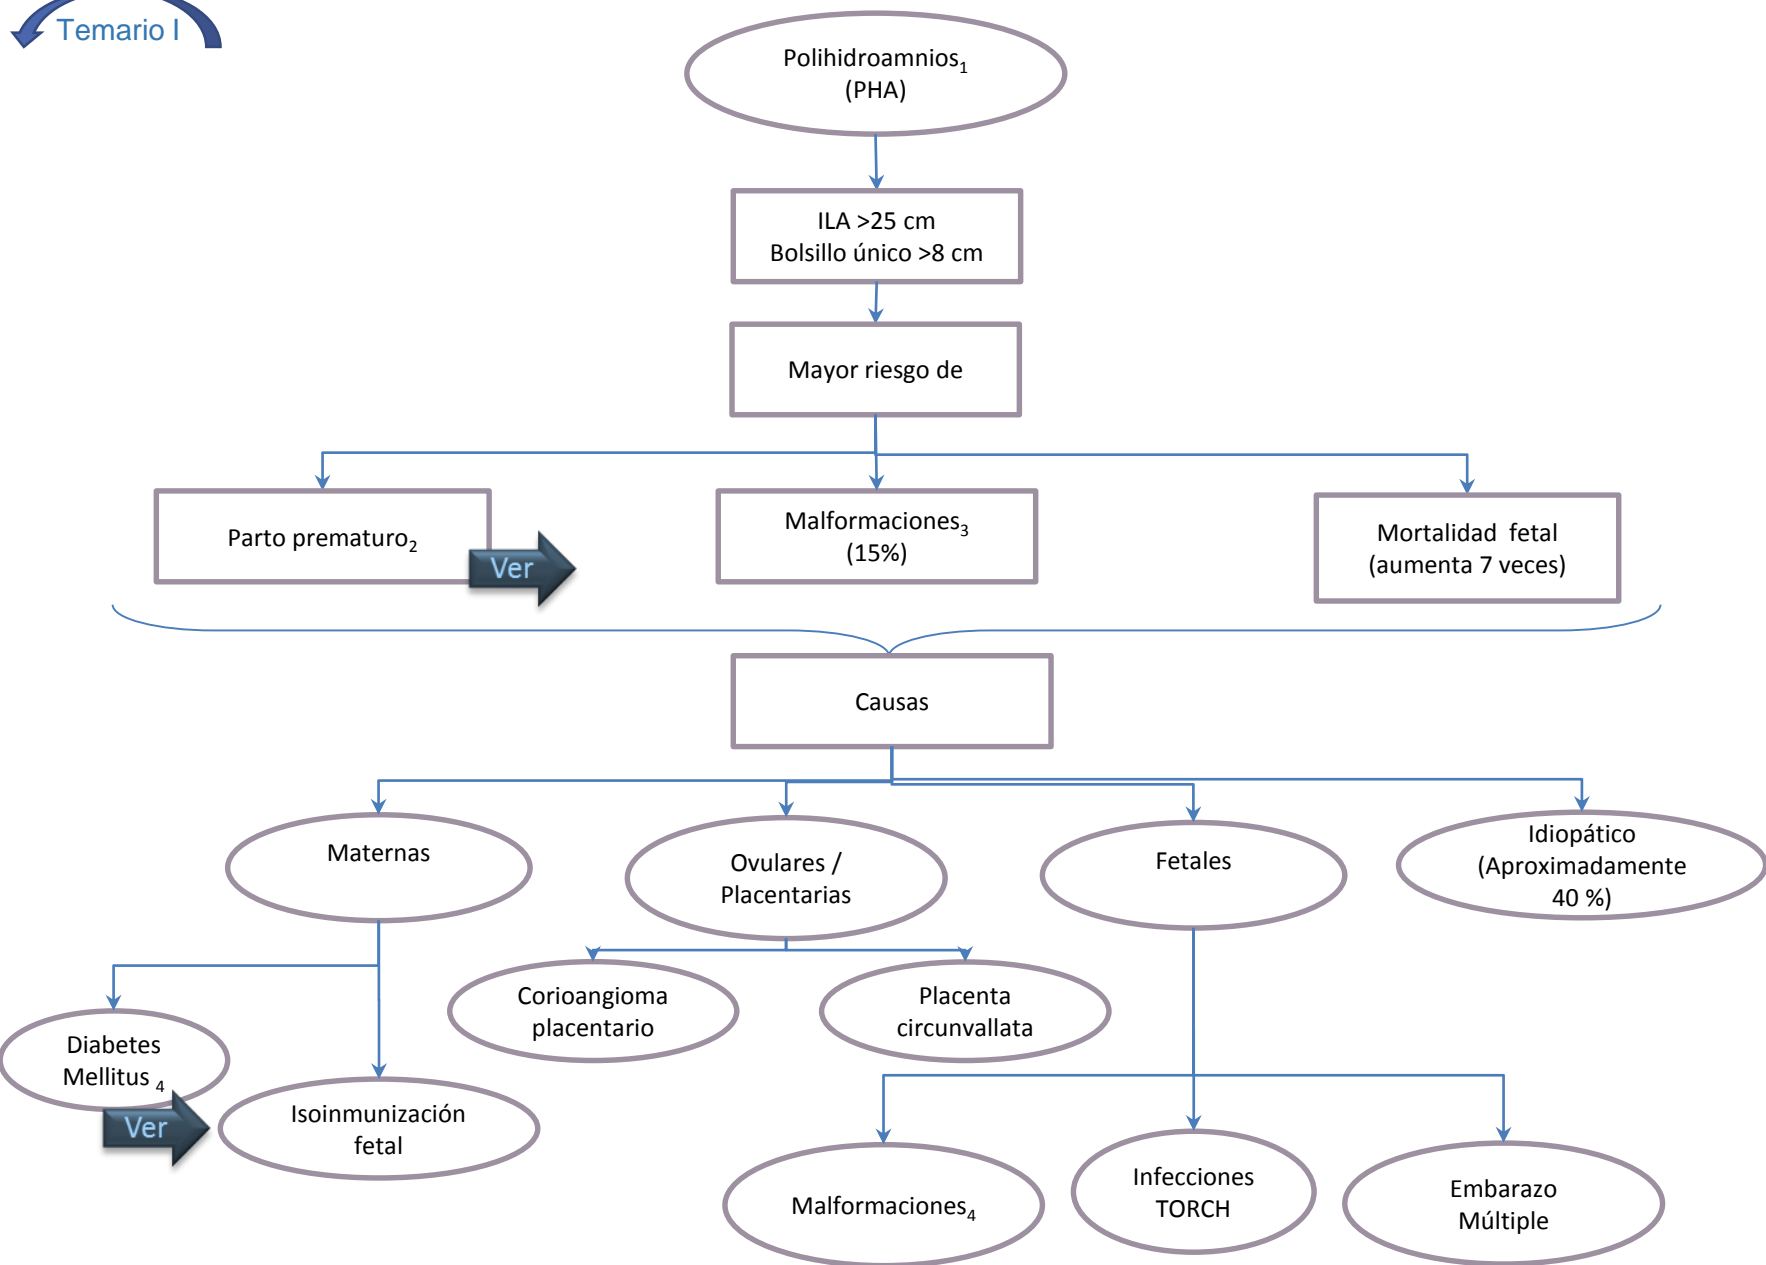 Temario I
Polihidroamnios1
(PHA)
ILA >25 cm
Bolsillo único >8 cm
Mayor riesgo de
Parto prematuro2
Ver
Malformaciones3
(15%)
Mortalidad fetal
(aumenta 7 veces)
Causas
Maternas
Ovulares /
Placentarias
Fetales
Idiopático
(Aproximadamente
40 %)
Diabetes
Mellitus 4
Ver
Isoinmunización
fetal
Corioangioma
placentario
Placenta
circunvallata
Malformaciones4
Infecciones
TORCH
Embarazo
Múltiple